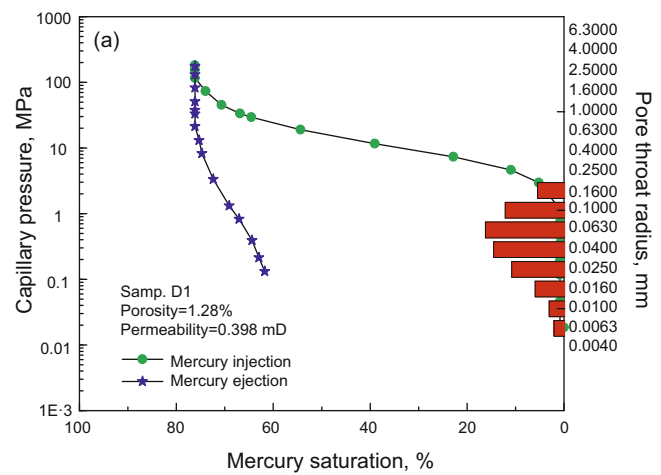 (a)
1000
100
10
1
0.1
0.01
1E-3
Capillary pressure, MPa
Samp. D1
Porosity=1.28%
Permeability=0.398 mD
Mercury injection
Mercury ejection
100
80
60
40
20
0
Mercury saturation, %
6.3000
4.0000
2.5000
1.6000
1.0000
0.6300
0.4000
0.2500
0.1600
0.1000
0.0630
0.0400
0.0250
0.0160
0.0100
0.0063
0.0040
Pore throat radius, mm